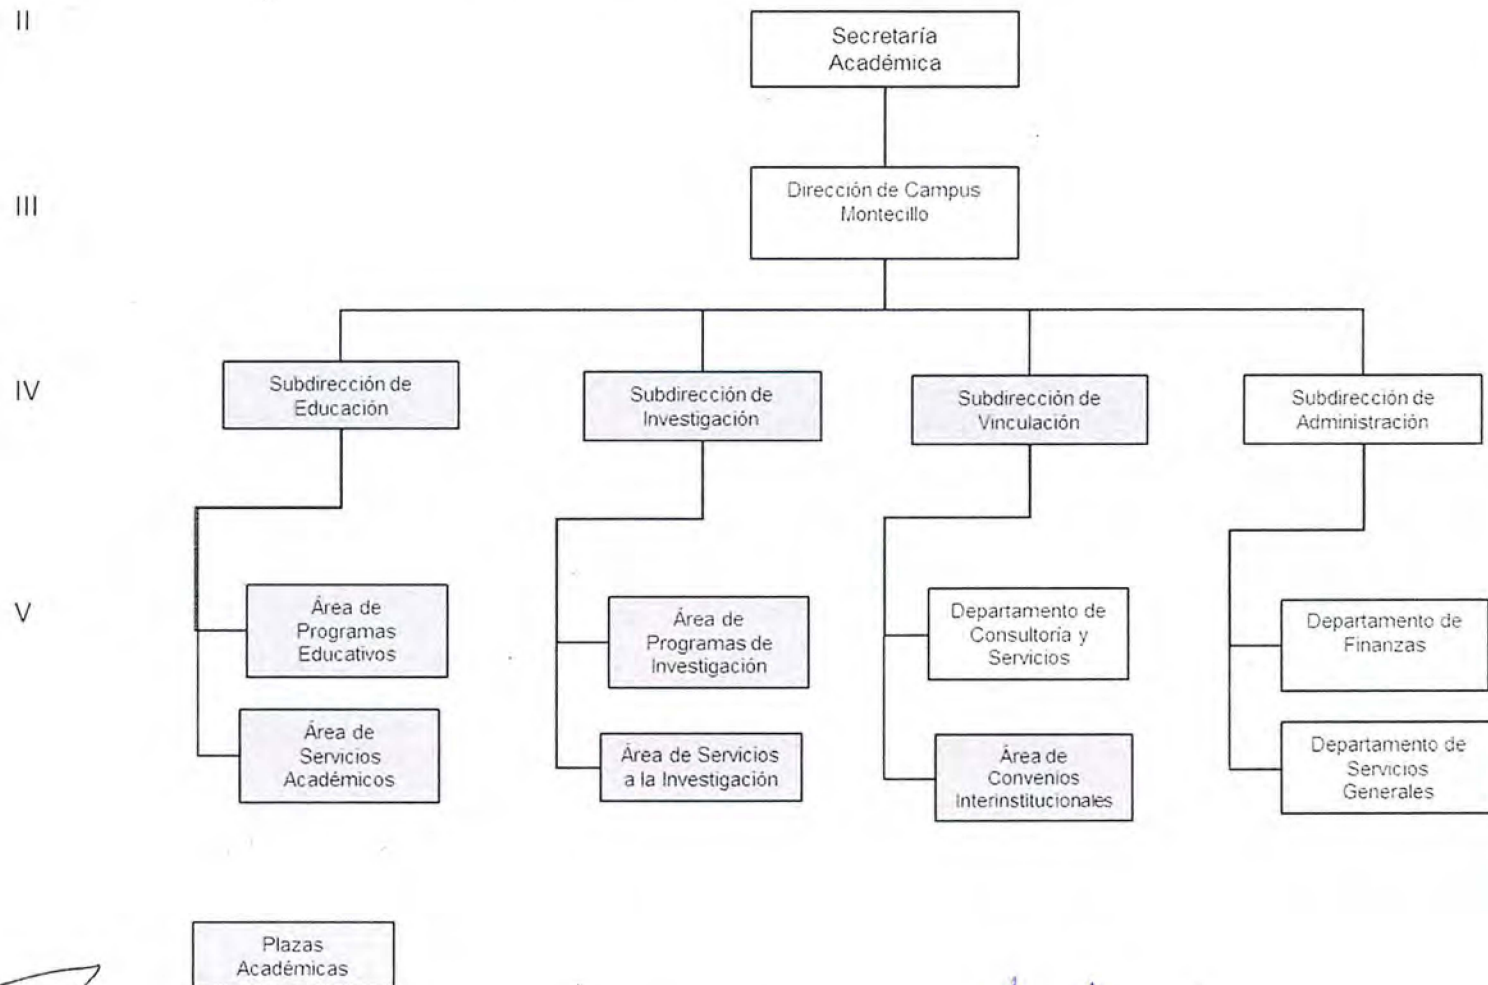 II
Secretaría
Académica
III
Dirección de Campus
Montecillo
IV
Subdirección de
Educación
Subdirección de
Investigación
Subdirección de
Vinculación
Subdirección de
Administración
V
Área de
Programas
Educativos
Área de
Programas de
Investigación
Departamento de
Consultoría y
Servicios
Departamento de
Finanzas
Área de
Servicios
Académicos
Área de Servicios
a la Investigación
Área de
Convenios
Interinstitucionales
Departamento de
Servicios
Generales
Plazas
Académicas